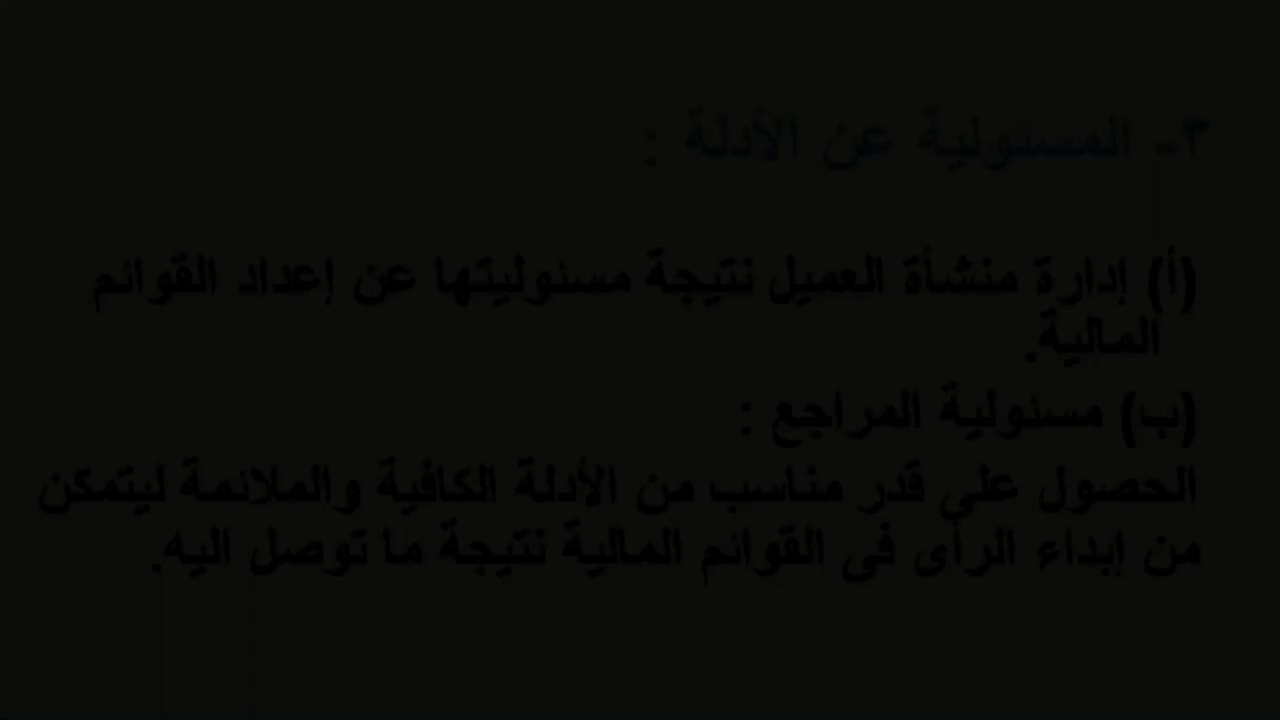 ٣- المسئولية عن الأدلة :
(أ) إدارة منشأة العميل نتيجة مسئوليتها عن إعداد القوائم
المالية.
(ب) مسئولية المراجع :
الحصول على قدر مناسب من الأدلة الكافية والملائمة ليتمكن
من إبداء الرأى فى القوائم المالية نتيجة ما توصل اليه.